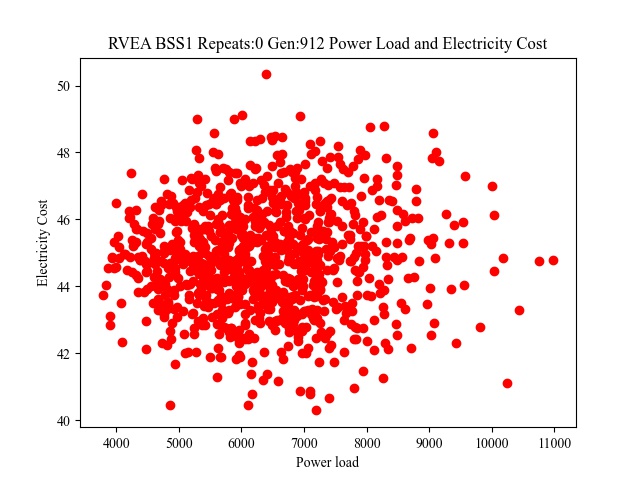 RVEA BSS1 Repeats:0 Gen:912 Power Load and Electricity Cost
50
48
46
44
42
40
Electricity Cost
4000 5000 6000 7000 8000 9000 10000 11000
Power load